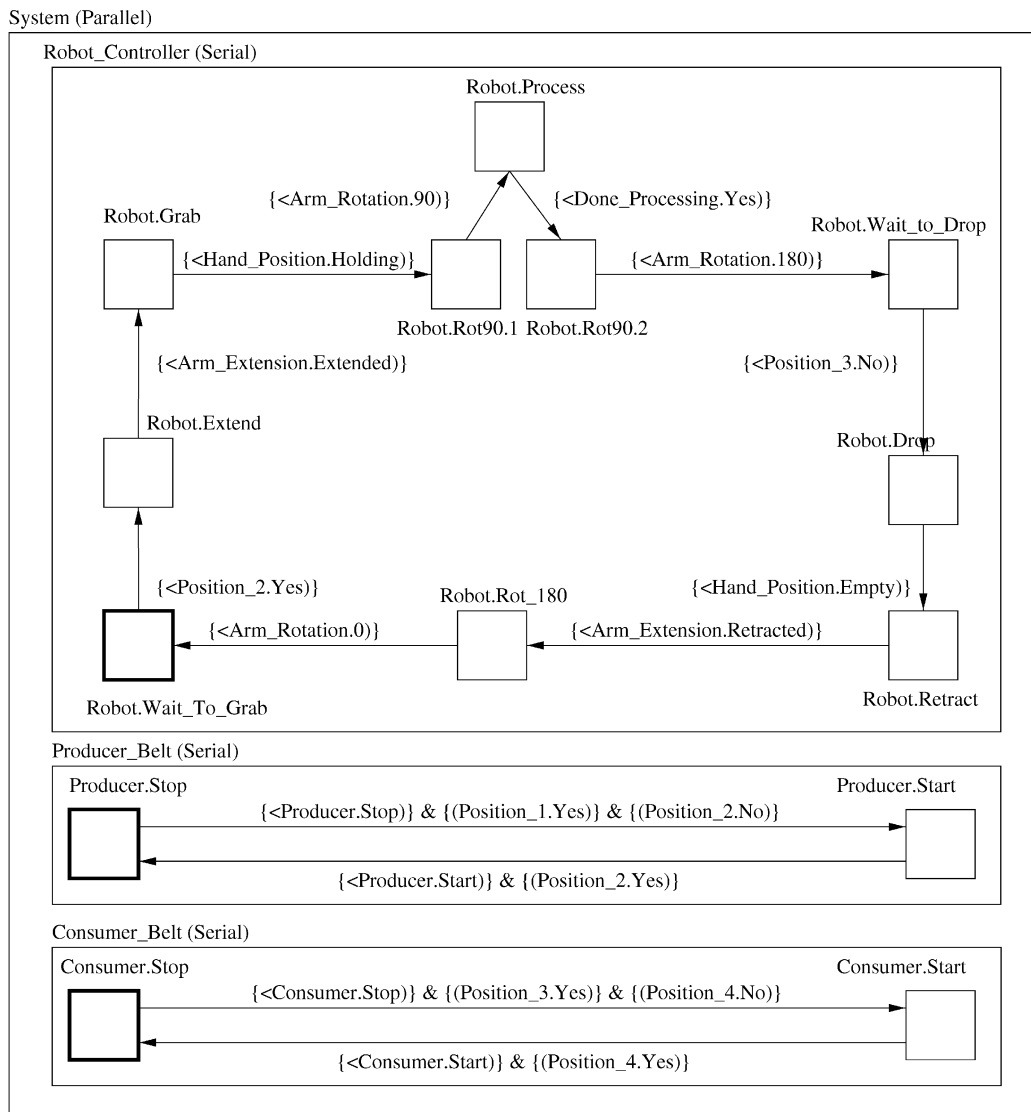 System (Parallel)
Robot_Controller (Serial)
Robot.Process
{<Arm_Rotation.90)}
{<Done_Processing.Yes)}
Robot.Grab
Robot.Wait_to_Drop
{<Hand_Position.Holding)}
{<Arm_Rotation.180)}
Robot.Rot90.1
Robot.Rot90.2
{<Arm_Extension.Extended)}
{<Position_3.No)}
Robot.Extend
Robot.Drop
{<Position_2.Yes)}
Robot.Rot_180
{<Hand_Position.Empty)}
{<Arm_Rotation.0)}
{<Arm_Extension.Retracted)}
Robot.Wait_To_Grab
Robot.Retract
Producer_Belt (Serial)
Producer.Stop
Producer.Start
{<Producer.Stop)} & {(Position_1.Yes)} & {(Position_2.No)}
{<Producer.Start)} & {(Position_2.Yes)}
Consumer_Belt (Serial)
Consumer.Stop
Consumer.Start
{<Consumer.Stop)} & {(Position_3.Yes)} & {(Position_4.No)}
{<Consumer.Start)} & {(Position_4.Yes)}